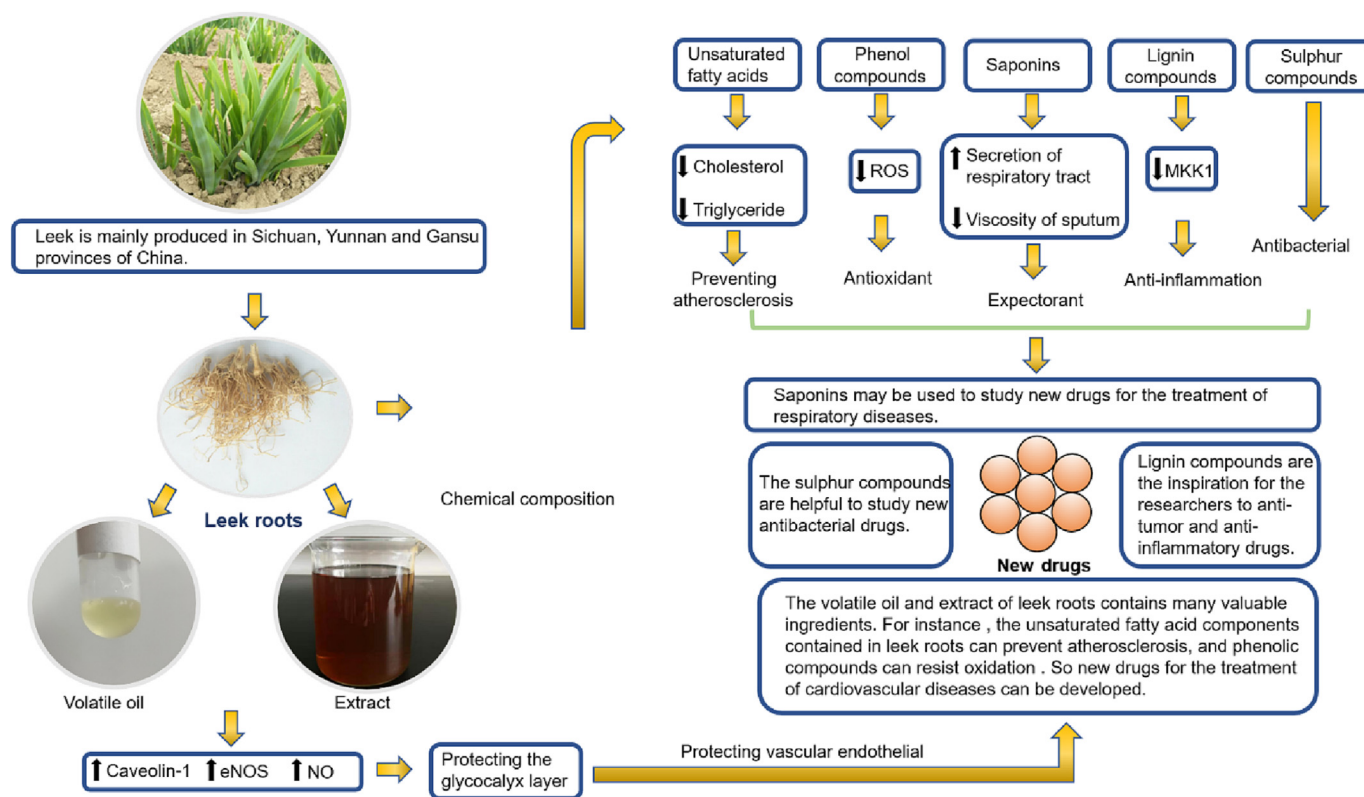 Leek is mainly produced in Sichuan, Yunnan and Gansu
provinces of China.
Leek roots
Volatile oil
Extract
Caveolin-1
eNOS
NO
Protecting the
glycocalyx layer
Protecting vascular endothelial
Chemical composition
Unsaturated
fatty acids
Cholesterol
Triglyceride
Preventing
atherosclerosis
Phenol
compounds
ROS
Antioxidant
Saponins
Secretion of
respiratory tract
Viscosity of sputum
Expectorant
Lignin
compounds
MKK1
Anti-inflammation
Sulphur
compounds
Antibacterial
Saponins may be used to study new drugs for the treatment of
respiratory diseases.
The sulphur compounds
are helpful to study new
antibacterial drugs.
New drugs
Lignin compounds are
the inspiration for the
researchers to anti-
tumor and anti-
inflammatory drugs.
The volatile oil and extract of leek roots contains many valuable
ingredients. For instance , the unsaturated fatty acid components
contained in leek roots can prevent atherosclerosis, and phenolic
compounds can resist oxidation . So new drugs for the treatment
of cardiovascular diseases can be developed.